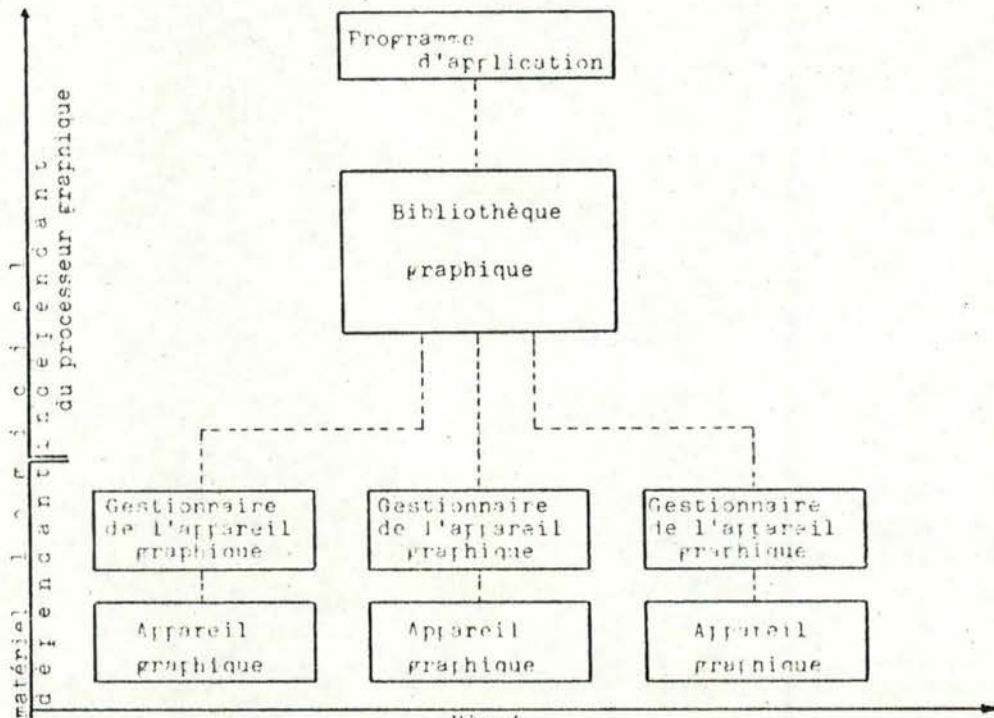 Programme
d'application
Bibliothèque
graphique
Gestionnaire
de l'appareil
graphique
Gestionnaire
de l'appareil
graphique
Gestionnaire
de l'appareil
graphique
Appareil
graphique
Appareil
graphique
Appareil
graphique
matériel logiciel
dépendant indépendant
du processeur graphique